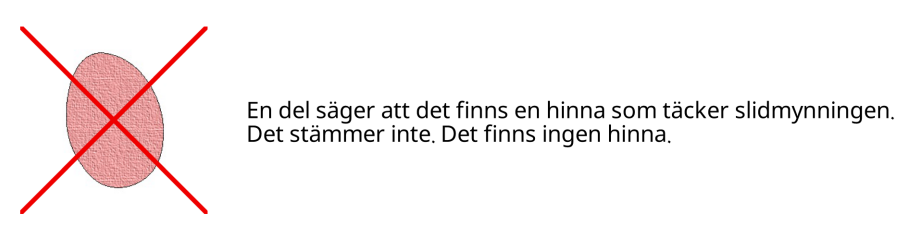 En del säger att det finns en hinna som täcker slidmynningen.
Det stämmer inte. Det finns ingen hinna.